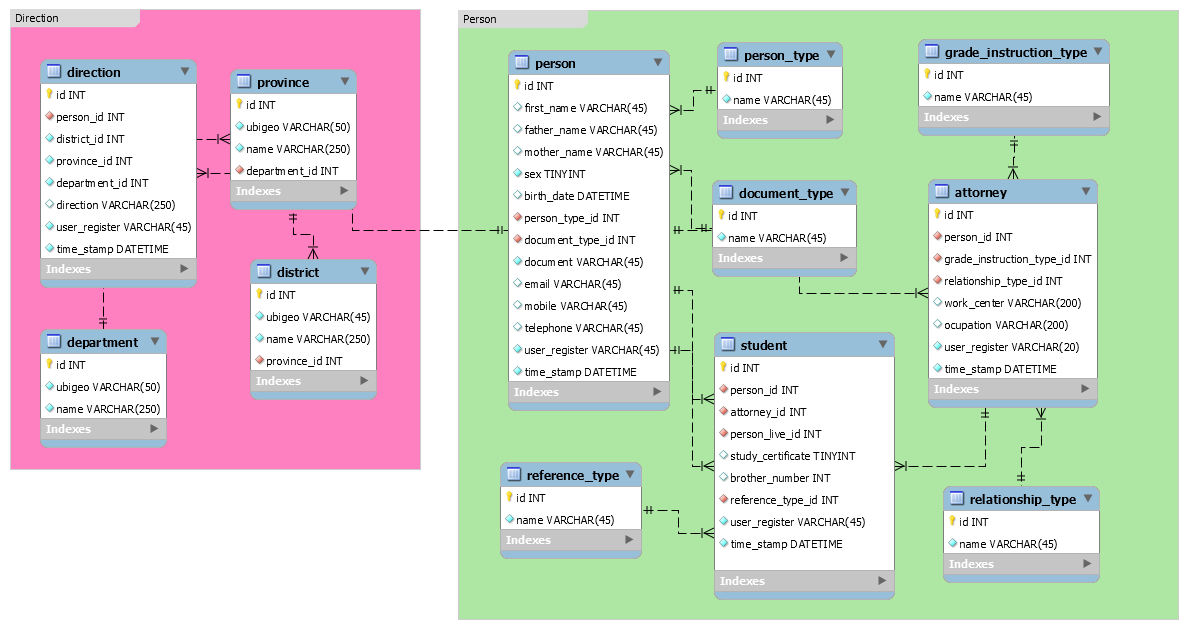 Direction
direction
id INT
person_id INT
district_id INT
province_id INT
department_id INT
direction VARCHAR(250)
user_register VARCHAR(45)
time_stamp DATETIME
Indexes
province
id INT
ubigeo VARCHAR(50)
name VARCHAR(250)
department_id INT
Indexes
district
id INT
ubigeo VARCHAR(45)
name VARCHAR(250)
province_id INT
Indexes
department
id INT
ubigeo VARCHAR(50)
name VARCHAR(250)
Indexes
Person
person
id INT
first_name VARCHAR(45)
father_name VARCHAR(45)
mother_name VARCHAR(45)
sex TINYINT
birth_date DATETIME
person_type_id INT
document_type_id INT
document VARCHAR(45)
email VARCHAR(45)
mobile VARCHAR(45)
telephone VARCHAR(45)
user_register VARCHAR(45)
time_stamp DATETIME
Indexes
person_type
id INT
name VARCHAR(45)
Indexes
grade_instruction_type
id INT
name VARCHAR(45)
Indexes
document_type
id INT
name VARCHAR(45)
Indexes
attorney
id INT
person_id INT
grade_instruction_type_id INT
relationship_type_id INT
work_center VARCHAR(200)
ocupation VARCHAR(200)
user_register VARCHAR(20)
time_stamp DATETIME
Indexes
student
id INT
person_id INT
attorney_id INT
person_live_id INT
study_certificate TINYINT
brother_number INT
reference_type_id INT
user_register VARCHAR(45)
time_stamp DATETIME
Indexes
reference_type
id INT
name VARCHAR(45)
Indexes
relationship_type
id INT
name VARCHAR(45)
Indexes